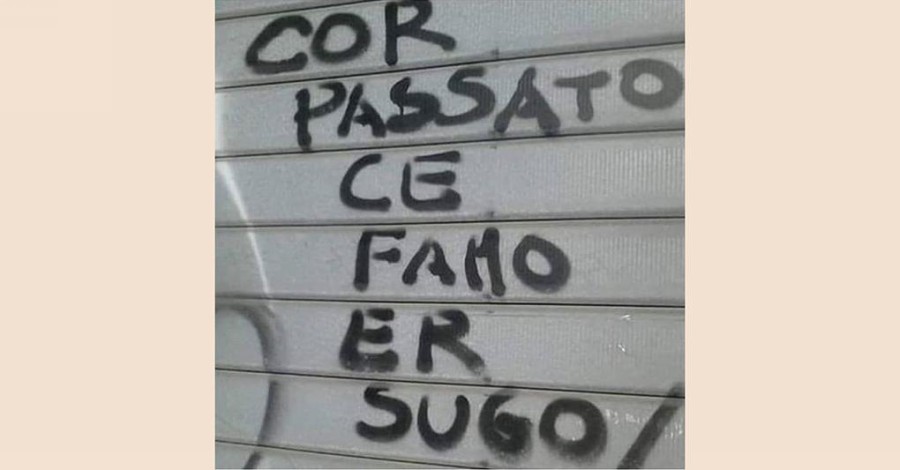 COR
PASSATO
CE
FAMO
ER
SUGO